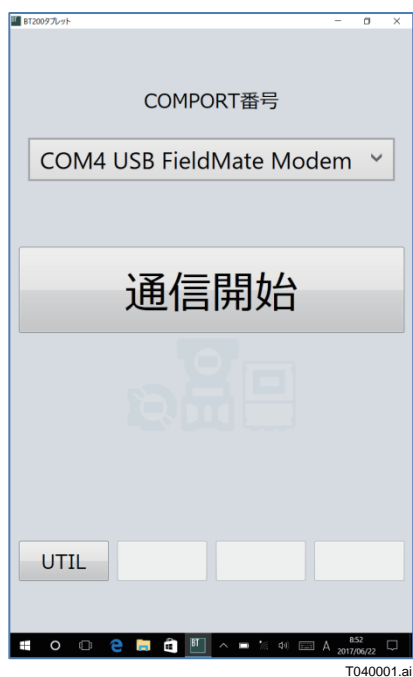 BT200タブレット
COMPORT番号
COM4 USB FieldMate Modem
通信開始
UTIL
BT
A
8:52
2017/06/22
T040001.ai